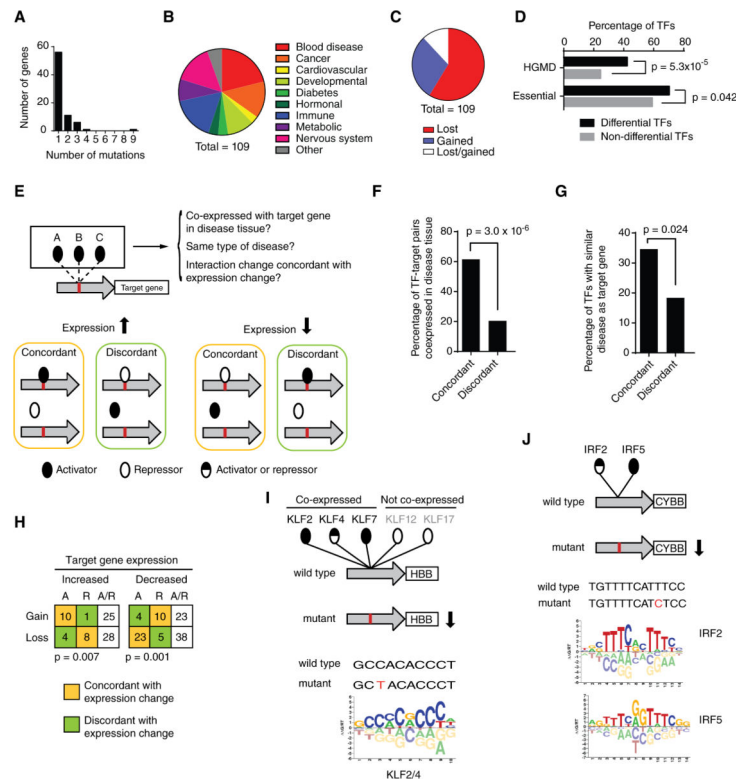 A
Number of genes
60
40
20
0
1 2 3 4 5 6 7 8 9
Number of mutations
B
Total = 109
Blood disease
Cancer
Cardiovascular
Developmental
Diabetes
Hormonal
Immune
Metabolic
Nervous system
Other
C
Total = 109
Lost
Gained
Lost/gained
D
Percentage of TFs
0 20 40 60 80
HGMD
p = 5.3x10-5
Essential
p = 0.042
Differential TFs
Non-differential TFs
E
A B C
Target gene
Co-expressed with target gene
in disease tissue?
Same type of disease?
Interaction change concordant with
expression change?
Expression
Concordant
Discordant
Expression
Concordant
Discordant
Activator
Repressor
Activator or repressor
F
Percentage of TF-target pairs
coexpressed in disease tissue
80
60
40
20
0
p = 3.0 x 10-6
Concordant
Discordant
G
Percentage of TFs with similar
disease as target gene
40
30
20
10
0
p = 0.024
Concordant
Discordant
H
Target gene expression
Increased Decreased
A R A/R A R A/R
Gain 10 1 25 4 10 23
Loss 4 8 28 23 5 38
p = 0.007 p = 0.001
Concordant with
expression change
Discordant with
expression change
I
Co-expressed Not co-expressed
KLF2 KLF4 KLF7 KLF12 KLF17
wild type
HBB
mutant
HBB
wild type GCCACACCCT
mutant GCTACACCCT
KLF2/4
J
IRF2 IRF5
wild type
CYBB
mutant
CYBB
wild type TGTTTTCATTTCC
mutant TGTTTTCATCTCC
IRF2
IRF5